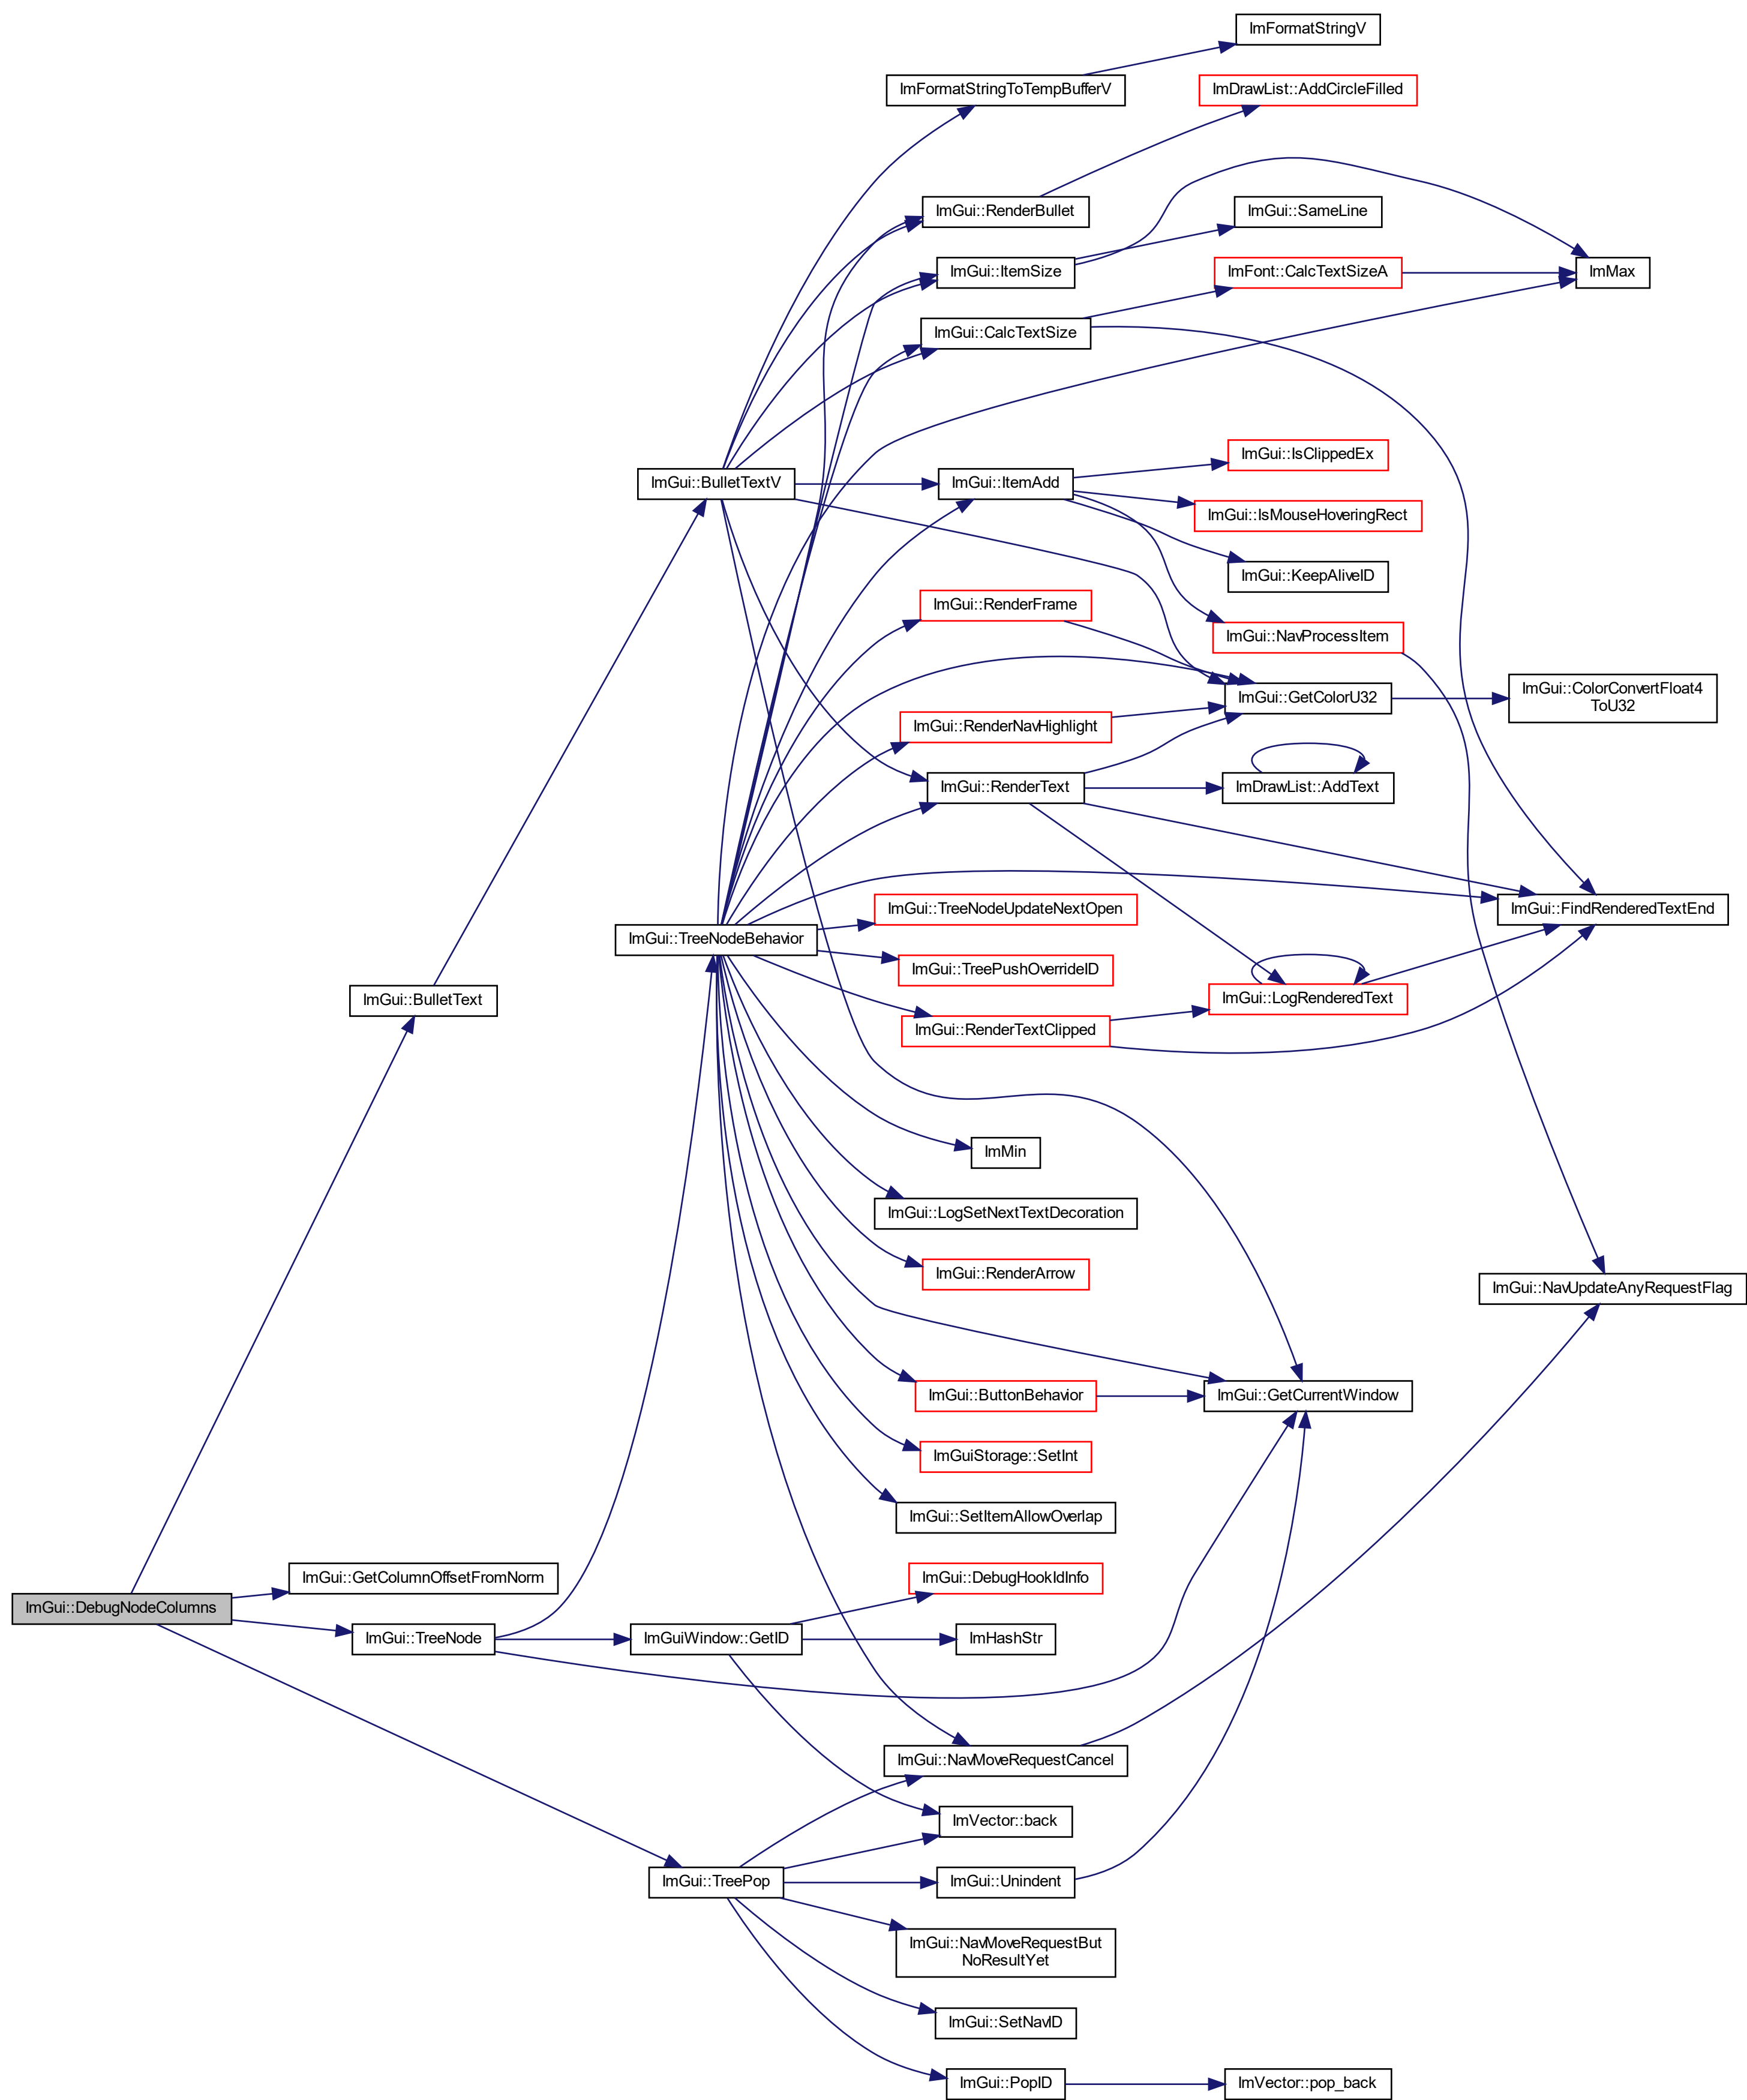 ImFormatStringV
ImFormatStringToTempBufferV
ImDrawList::AddCircleFilled
ImGui::RenderBullet
ImGui::SameLine
ImGui::ItemSize
ImFont::CalcTextSizeA
ImMax
ImGui::CalcTextSize
ImGui::IsClippedEx
ImGui::BulletTextV
ImGui::ItemAdd
ImGui::IsMouseHoveringRect
ImGui::KeepAliveID
ImGui::RenderFrame
ImGui::NavProcessItem
ImGui::GetColorU32
ImGui::ColorConvertFloat4
ToU32
ImGui::RenderNavHighlight
ImGui::RenderText
ImDrawList::AddText
ImGui::TreeNodeUpdateNextOpen
ImGui::FindRenderedTextEnd
ImGui::TreeNodeBehavior
ImGui::TreePushOverrideID
ImGui::BulletText
ImGui::LogRenderedText
ImGui::RenderTextClipped
ImMin
ImGui::LogSetNextTextDecoration
ImGui::RenderArrow
ImGui::NavUpdateAnyRequestFlag
ImGui::ButtonBehavior
ImGui::GetCurrentWindow
ImGuiStorage::SetInt
ImGui::SetItemAllowOverlap
ImGui::GetColumnOffsetFromNorm
ImGui::DebugHookIdInfo
ImGui::DebugNodeColumns
ImGui::TreeNode
ImGuiWindow::GetID
ImHashStr
ImGui::NavMoveRequestCancel
ImVector::back
ImGui::TreePop
ImGui::Unindent
ImGui::NavMoveRequestBut
NoResultYet
ImGui::SetNavID
ImGui::PopID
ImVector::pop_back